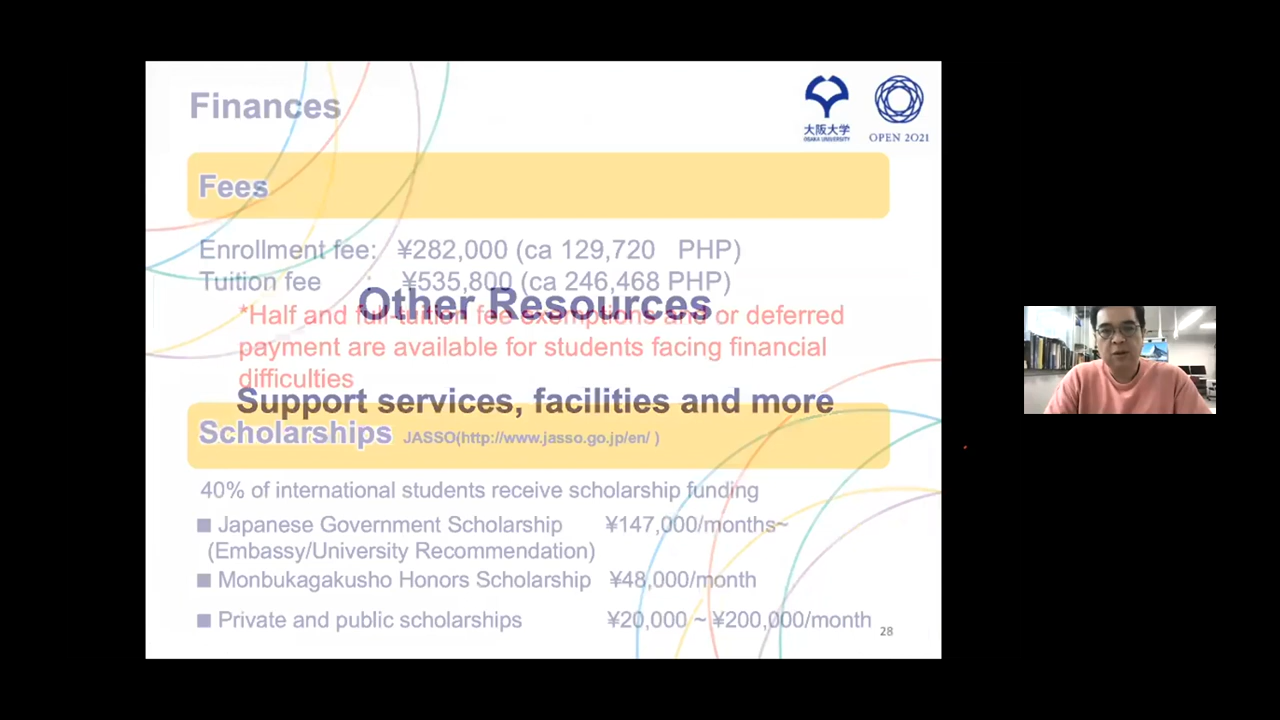 Finances
大阪大学
OSAKA UNIVERSITY
OPEN 2021
Fees
Enrollment fee: ¥282,000 (ca 129,720 PHP)
Tuition fee : ¥535,800 (ca 246,468 PHP)
Other Resources
*Half and full-tuition fee exemptions and or deferred
payment are available for students facing financial
difficulties
Support services, facilities and more
Scholarships JASSO(http://www.jasso.go.jp/en/ )
40% of international students receive scholarship funding
■ Japanese Government Scholarship ¥147,000/months~
(Embassy/University Recommendation)
■ Monbukagakusho Honors Scholarship ¥48,000/month
■ Private and public scholarships ¥20,000 ~ ¥200,000/month
28